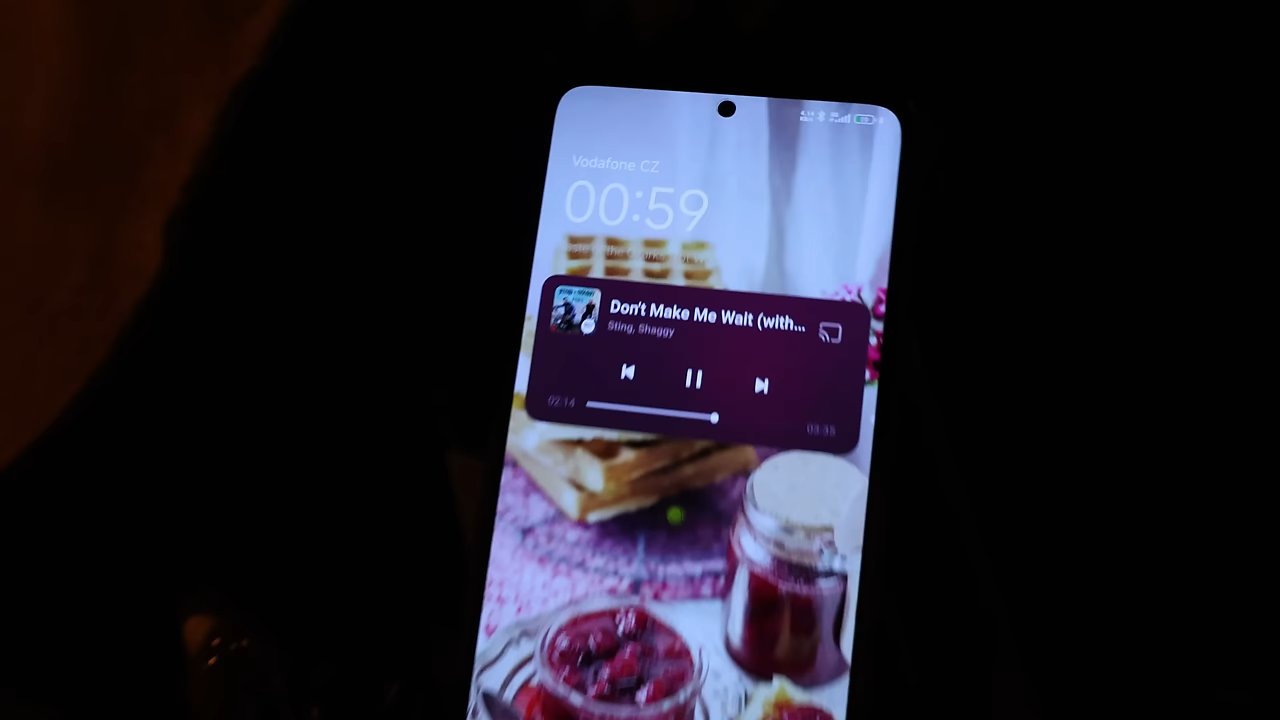 Vodafone CZ
00:59
Don't Make Me Wait (with...
Sting, Shaggy
02:14
03:35